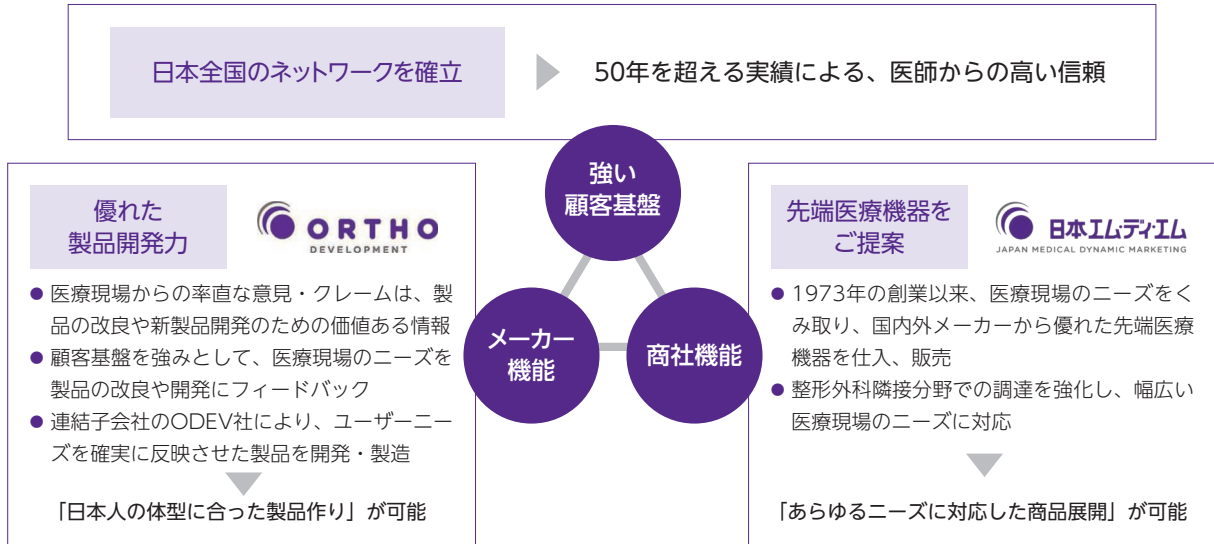 日本全国のネットワークを確立
50年を超える実績による、医師からの高い信頼
強い
顧客基盤
メーカー
機能
商社機能
優れた
製品開発力
ORTHO
DEVELOPMENT
● 医療現場からの率直な意見・クレームは、製
品の改良や新製品開発のための価値ある情報
● 顧客基盤を強みとして、医療現場のニーズを
製品の改良や開発にフィードバック
● 連結子会社のODEV社により、ユーザーニー
ズを確実に反映させた製品を開発・製造
「日本人の体型に合った製品作り」が可能
先端医療機器を
ご提案
日本エム・ディ・エム
JAPAN MEDICAL DYNAMIC MARKETING
● 1973年の創業以来、医療現場のニーズをく
み取り、国内外メーカーから優れた先端医療
機器を仕入、販売
● 整形外科隣接分野での調達を強化し、幅広い
医療現場のニーズに対応
「あらゆるニーズに対応した商品展開」が可能